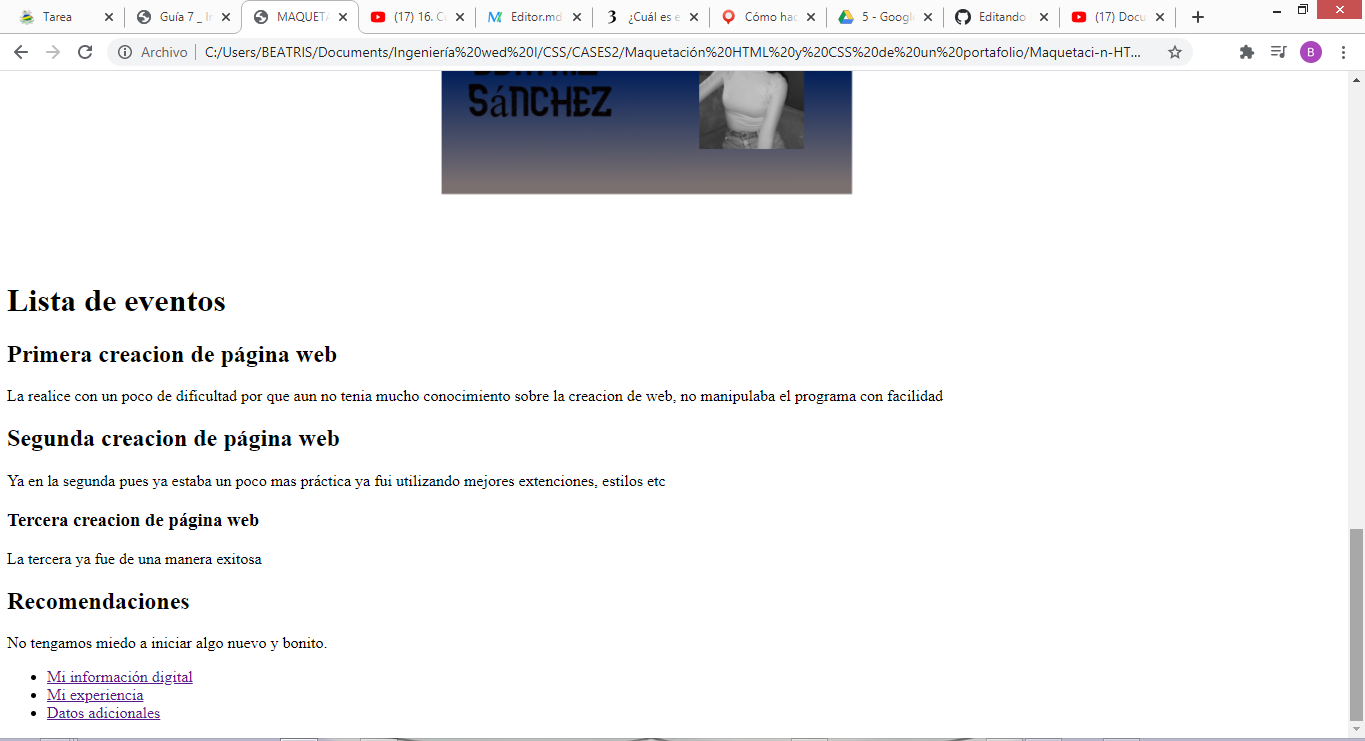 Tarea
Guía 7 _ Ir
MAQUETA
(17) 16. C
Editor.md
¿Cuál es e
Cómo hac
5 - Googl
Editando
(17) Docu
Archivo
C:/Users/BEATRIS/Documents/Ingeniería%20wed%20I/CSS/CASES2/Maquetación%20HTML%20y%20CSS%20de%20un%20portafolio/Maquetaci-n-HT...
B
SáNCHEZ
Lista de eventos
Primera creacion de página web
La realice con un poco de dificultad por que aun no tenia mucho conocimiento sobre la creacion de web, no manipulaba el programa con facilidad
Segunda creacion de página web
Ya en la segunda pues ya estaba un poco mas práctica ya fui utilizando mejores extenciones, estilos etc
Tercera creacion de página web
La tercera ya fue de una manera exitosa
Recomendaciones
No tengamos miedo a iniciar algo nuevo y bonito.
Mi información digital
Mi experiencia
Datos adicionales